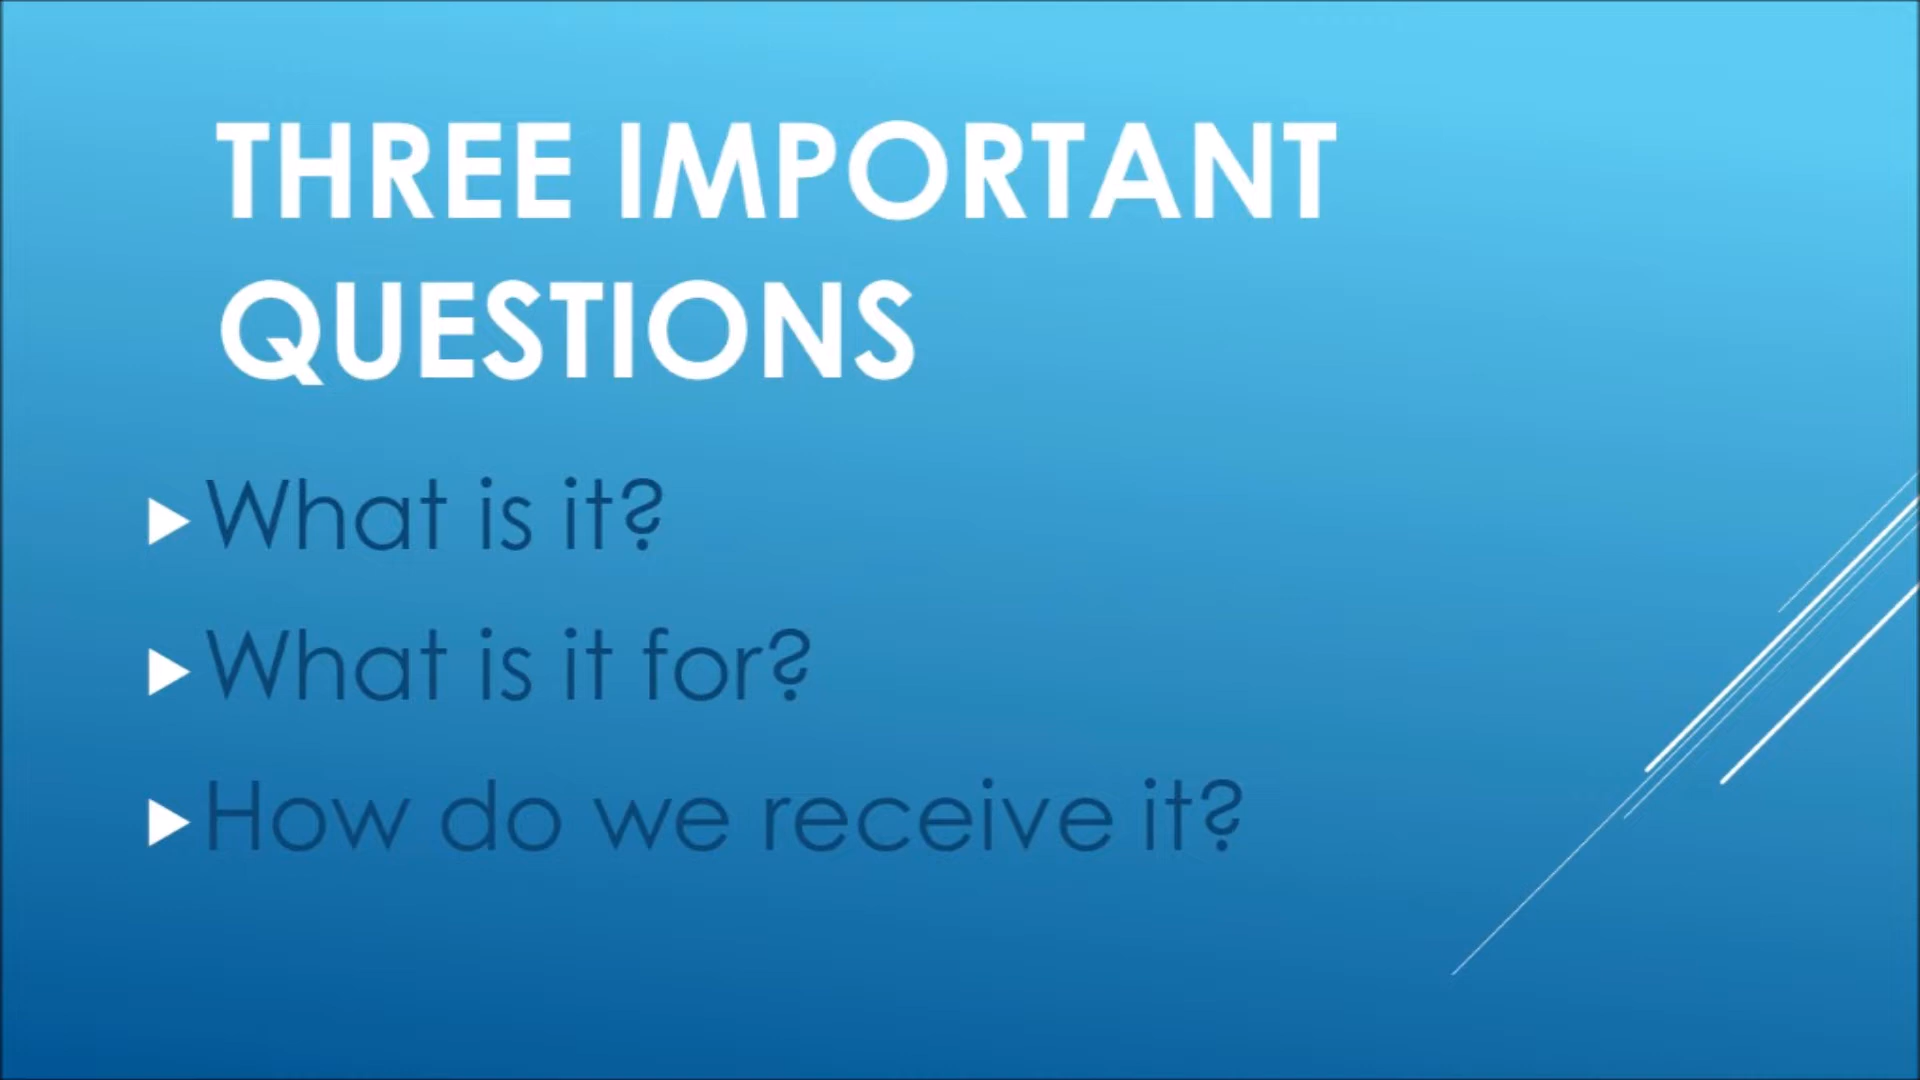 THREE IMPORTANT
QUESTIONS
What is it?
What is it for?
How do we receive it?